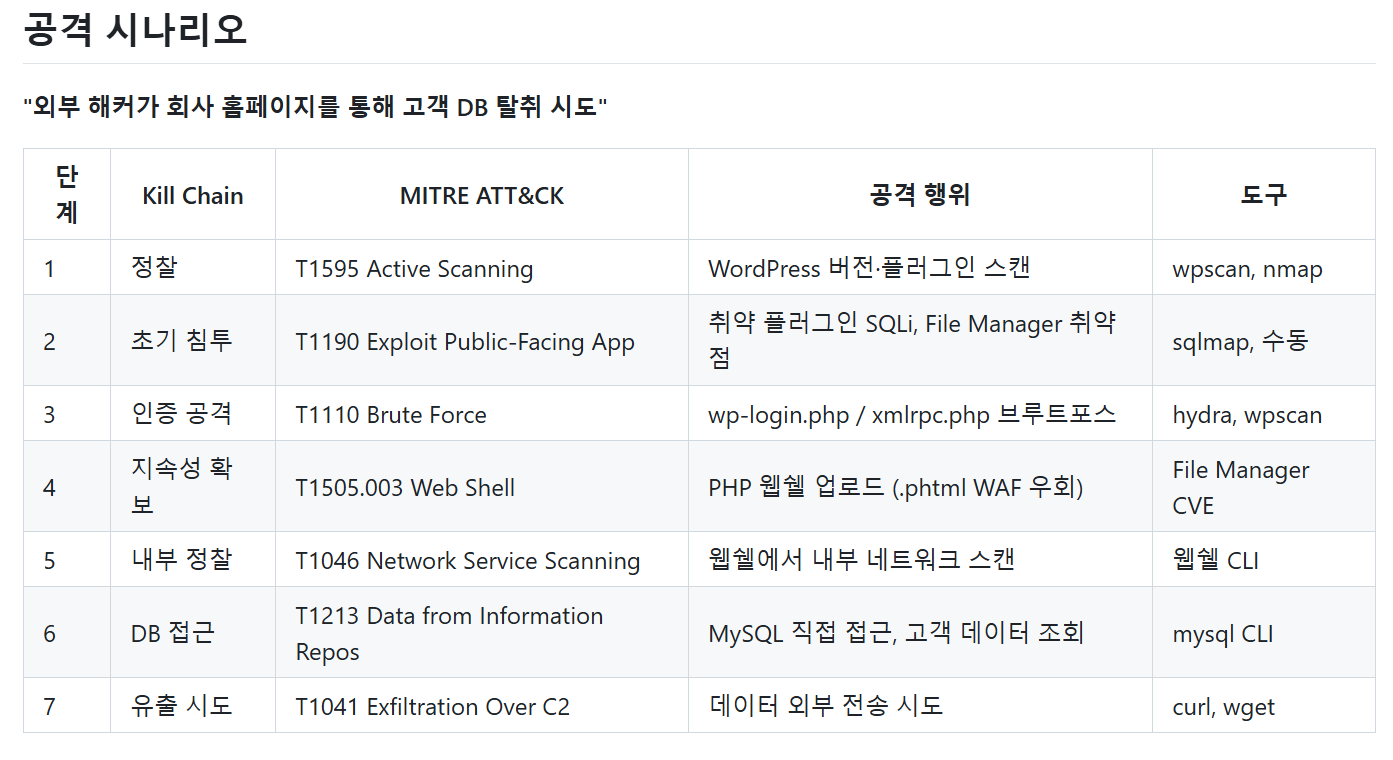 공격 시나리오
"외부 해커가 회사 홈페이지를 통해 고객 DB 탈취 시도"
단계 Kill Chain MITRE ATT&CK 공격 행위 도구
1 정찰 T1595 Active Scanning WordPress 버전·플러그인 스캔 wpscan, nmap
2 초기 침투 T1190 Exploit Public-Facing App 취약 플러그인 SQLi, File Manager 취약점 sqlmap, 수동
3 인증 공격 T1110 Brute Force wp-login.php / xmlrpc.php 브루트포스 hydra, wpscan
4 지속성 확보 T1505.003 Web Shell PHP 웹쉘 업로드 (.phtml WAF 우회) File Manager CVE
5 내부 정찰 T1046 Network Service Scanning 웹쉘에서 내부 네트워크 스캔 웹쉘 CLI
6 DB 접근 T1213 Data from Information Repos MySQL 직접 접근, 고객 데이터 조회 mysql CLI
7 유출 시도 T1041 Exfiltration Over C2 데이터 외부 전송 시도 curl, wget